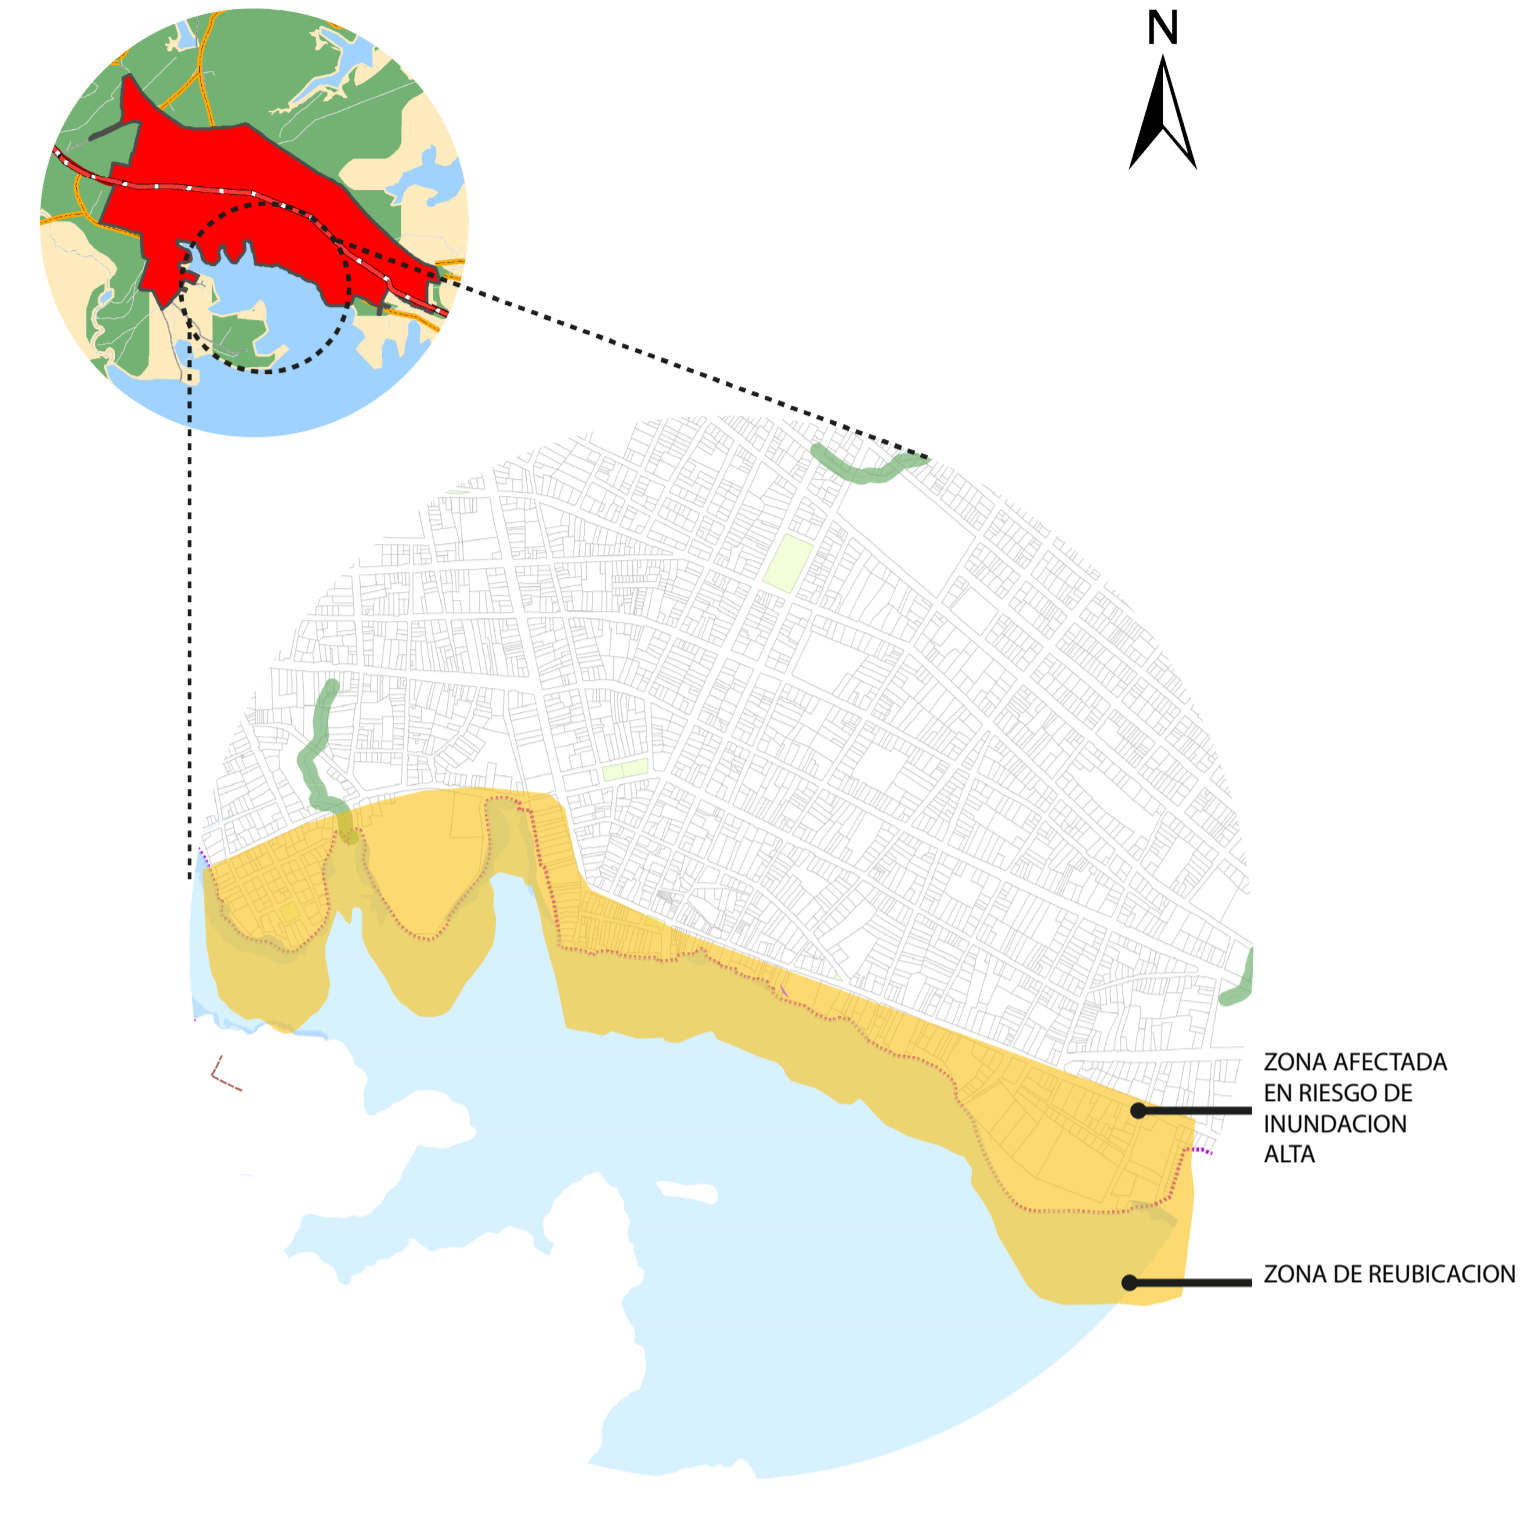 N
ZONA AFECTADA
EN RIESGO DE
INUNDACION
ALTA
ZONA DE REUBICACION